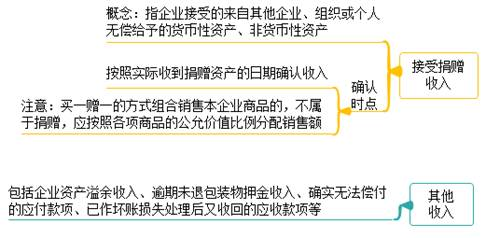 概念：指企业接受的来自其他企业、组织或个人
无偿给予的货币性资产、非货币性资产
按照实际收到捐赠资产的日期确认收入
注意：买一赠一的方式组合销售本企业商品的，不属
于捐赠，应按照各项商品的公允价值比例分配销售额
确认
时点
接受捐赠
收入
包括企业资产溢余收入、逾期未退包装物押金收入、确实无法偿付
的应付款项、已作坏账损失处理后又收回的应收款项等
其他
收入